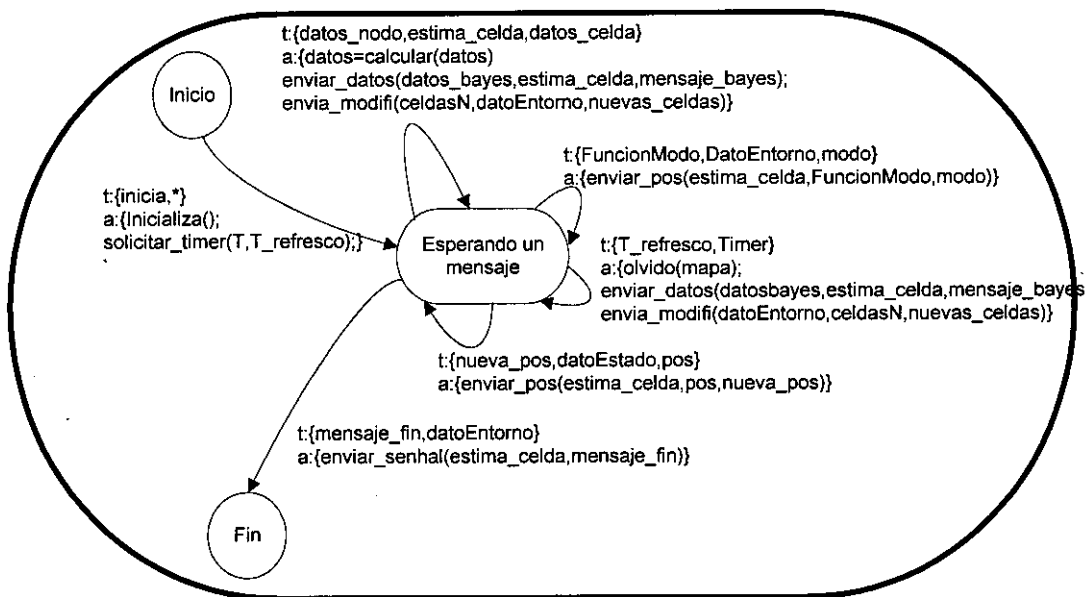 t:{datos_nodo,estima_celda,datos_celda}
a:{datos=calcular(datos)
enviar_datos(datos_bayes,estima_celda,mensaje_bayes);
envia_modifi(celdasN,datoEntorno,nuevas_celdas)}
Inicio
t:{FuncionModo,DatoEntorno,modo}
a:{enviar_pos(estima_celda,FuncionModo,modo)}
t:{inicia,*}
a:{Inicializa();
solicitar_timer(T,T_refresco);}
Esperando un
mensaje
t:{T_refresco,Timer}
a:{olvido(mapa);
enviar_datos(datosbayes,estima_celda,mensaje_bayes
envia_modifi(datoEntorno,celdasN,nuevas_celdas)}
t:{nueva_pos,datoEstado,pos}
a:{enviar_pos(estima_celda,pos,nueva_pos)}
t:{mensaje_fin,datoEntorno}
a:{enviar_senhal(estima_celda,mensaje_fin)}
Fin